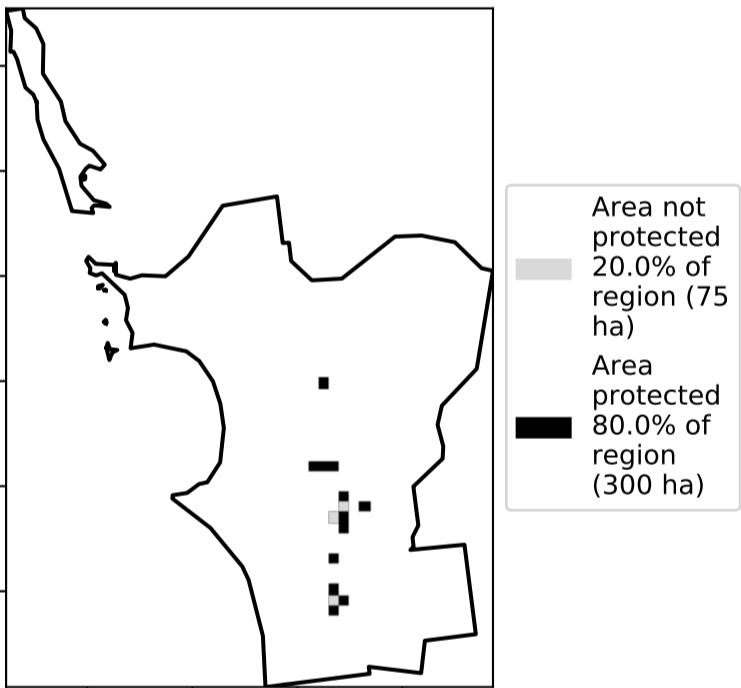 Area not
protected
20.0% of
region (75
ha)
Area
protected
80.0% of
region
(300 ha)